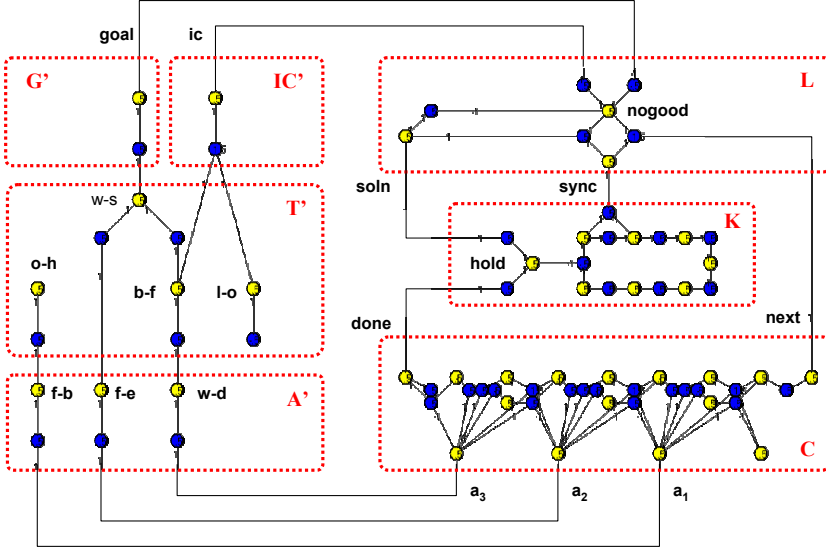 goal
ic
G’
IC’
L
nogood
w-s
T’
soln
sync
K
o-h
b-f
l-o
hold
done
next
f-b
f-e
w-d
A’
C
a3
a2
a1